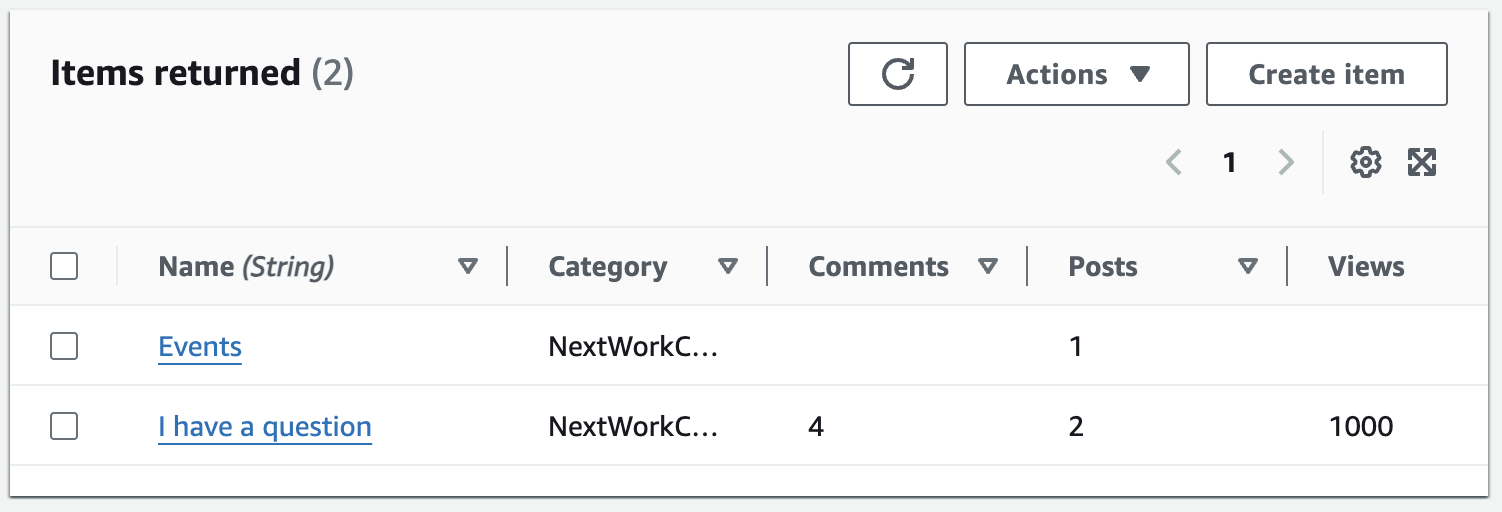 Items returned (2)
Actions
Create item
1
Name (String) Category Comments Posts Views
Events NextWorkC... 1
I have a question NextWorkC... 4 2 1000